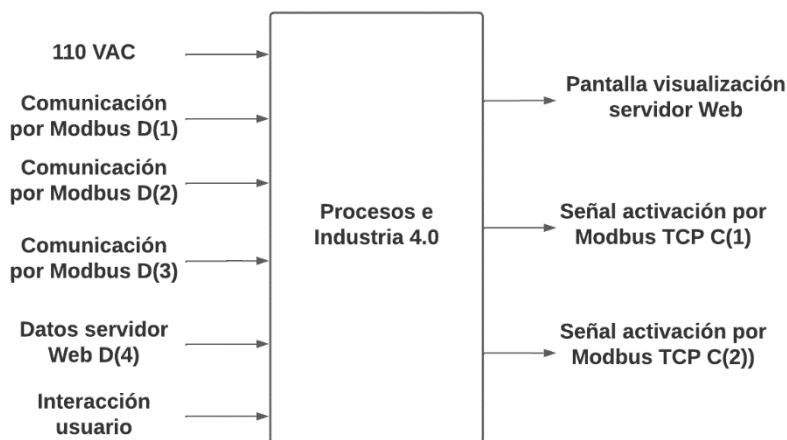 110 VAC
Comunicación
por Modbus D(1)
Comunicación
por Modbus D(2)
Comunicación
por Modbus D(3)
Datos servidor
Web D(4)
Interacción
usuario
Procesos e
Industria 4.0
Pantalla visualización
servidor Web
Señal activación por
Modbus TCP C(1)
Señal activación por
Modbus TCP C(2))